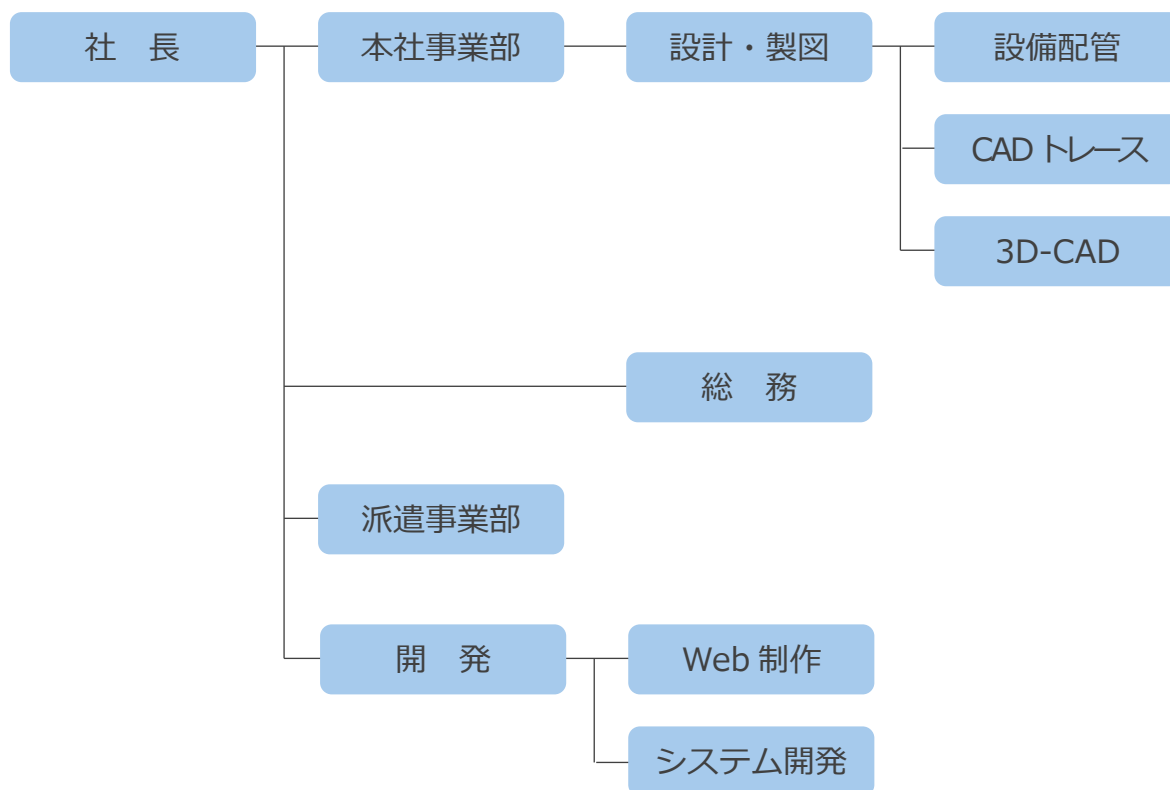 社　長
本社事業部
設計・製図
設備配管
CAD トレース
3D-CAD
総　務
派遣事業部
開　発
Web 制作
システム開発